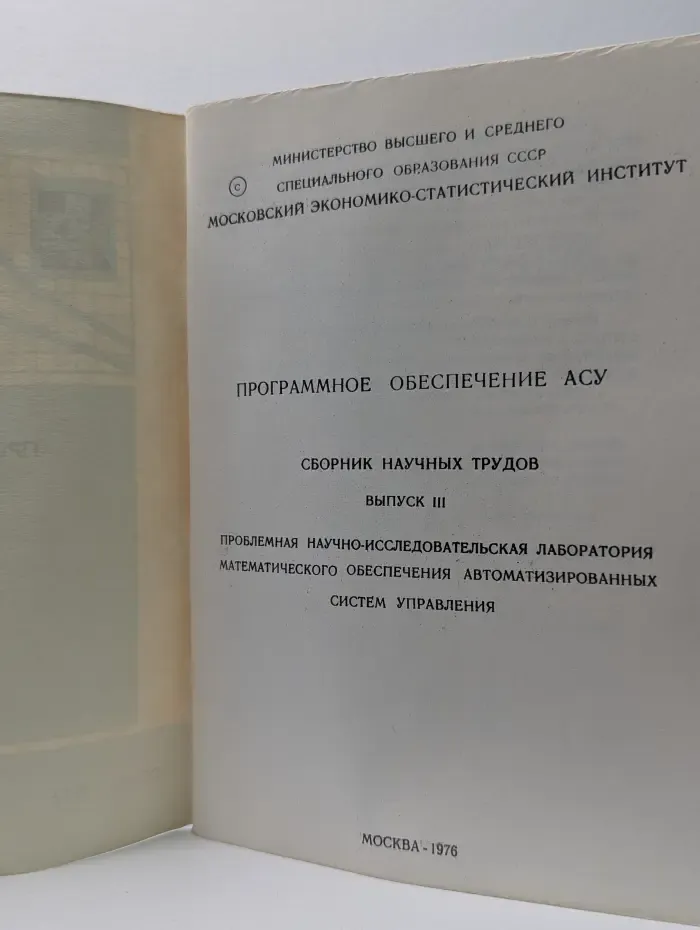 МИНИСТЕРСТВО ВЫСШЕГО И СРЕДНЕГО
СПЕЦИАЛЬНОГО ОБРАЗОВАНИЯ СССР
©
МОСКОВСКИЙ ЭКОНОМИКО-СТАТИСТИЧЕСКИЙ ИНСТИТУТ
ПРОГРАММНОЕ ОБЕСПЕЧЕНИЕ АСУ
СБОРНИК НАУЧНЫХ ТРУДОВ
ВЫПУСК III
ПРОБЛЕМНАЯ НАУЧНО-ИССЛЕДОВАТЕЛЬСКАЯ ЛАБОРАТОРИЯ
МАТЕМАТИЧЕСКОГО ОБЕСПЕЧЕНИЯ АВТОМАТИЗИРОВАННЫХ
СИСТЕМ УПРАВЛЕНИЯ
МОСКВА - 1976